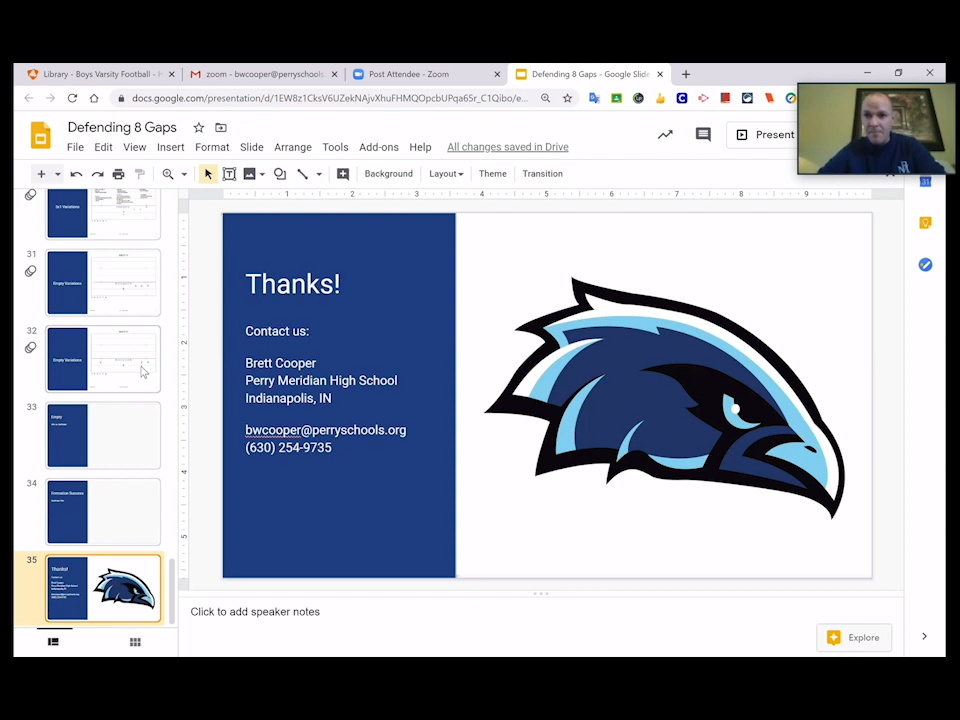 Library - Boys Varsity Football - H
zoom - bwcooper@perryschools
Post Attendee - Zoom
Defending 8 Gaps - Google Slide
docs.google.com/presentation/d/1EW8z1CksV6UZekNAjvXhuFHMQOpcbUPqa65r_C1Qibo/e...
Defending 8 Gaps
File Edit View Insert Format Slide Arrange Tools Add-ons Help All changes saved in Drive
Present
Background Layout Theme Transition
31
Empty Variations
32
Empty Variations
33
Empty
34
Formation Success
35
Thanks!
Thanks!
Contact us:
Brett Cooper
Perry Meridian High School
Indianapolis, IN
bwcooper@perryschools.org
(630) 254-9735
Click to add speaker notes
Explore